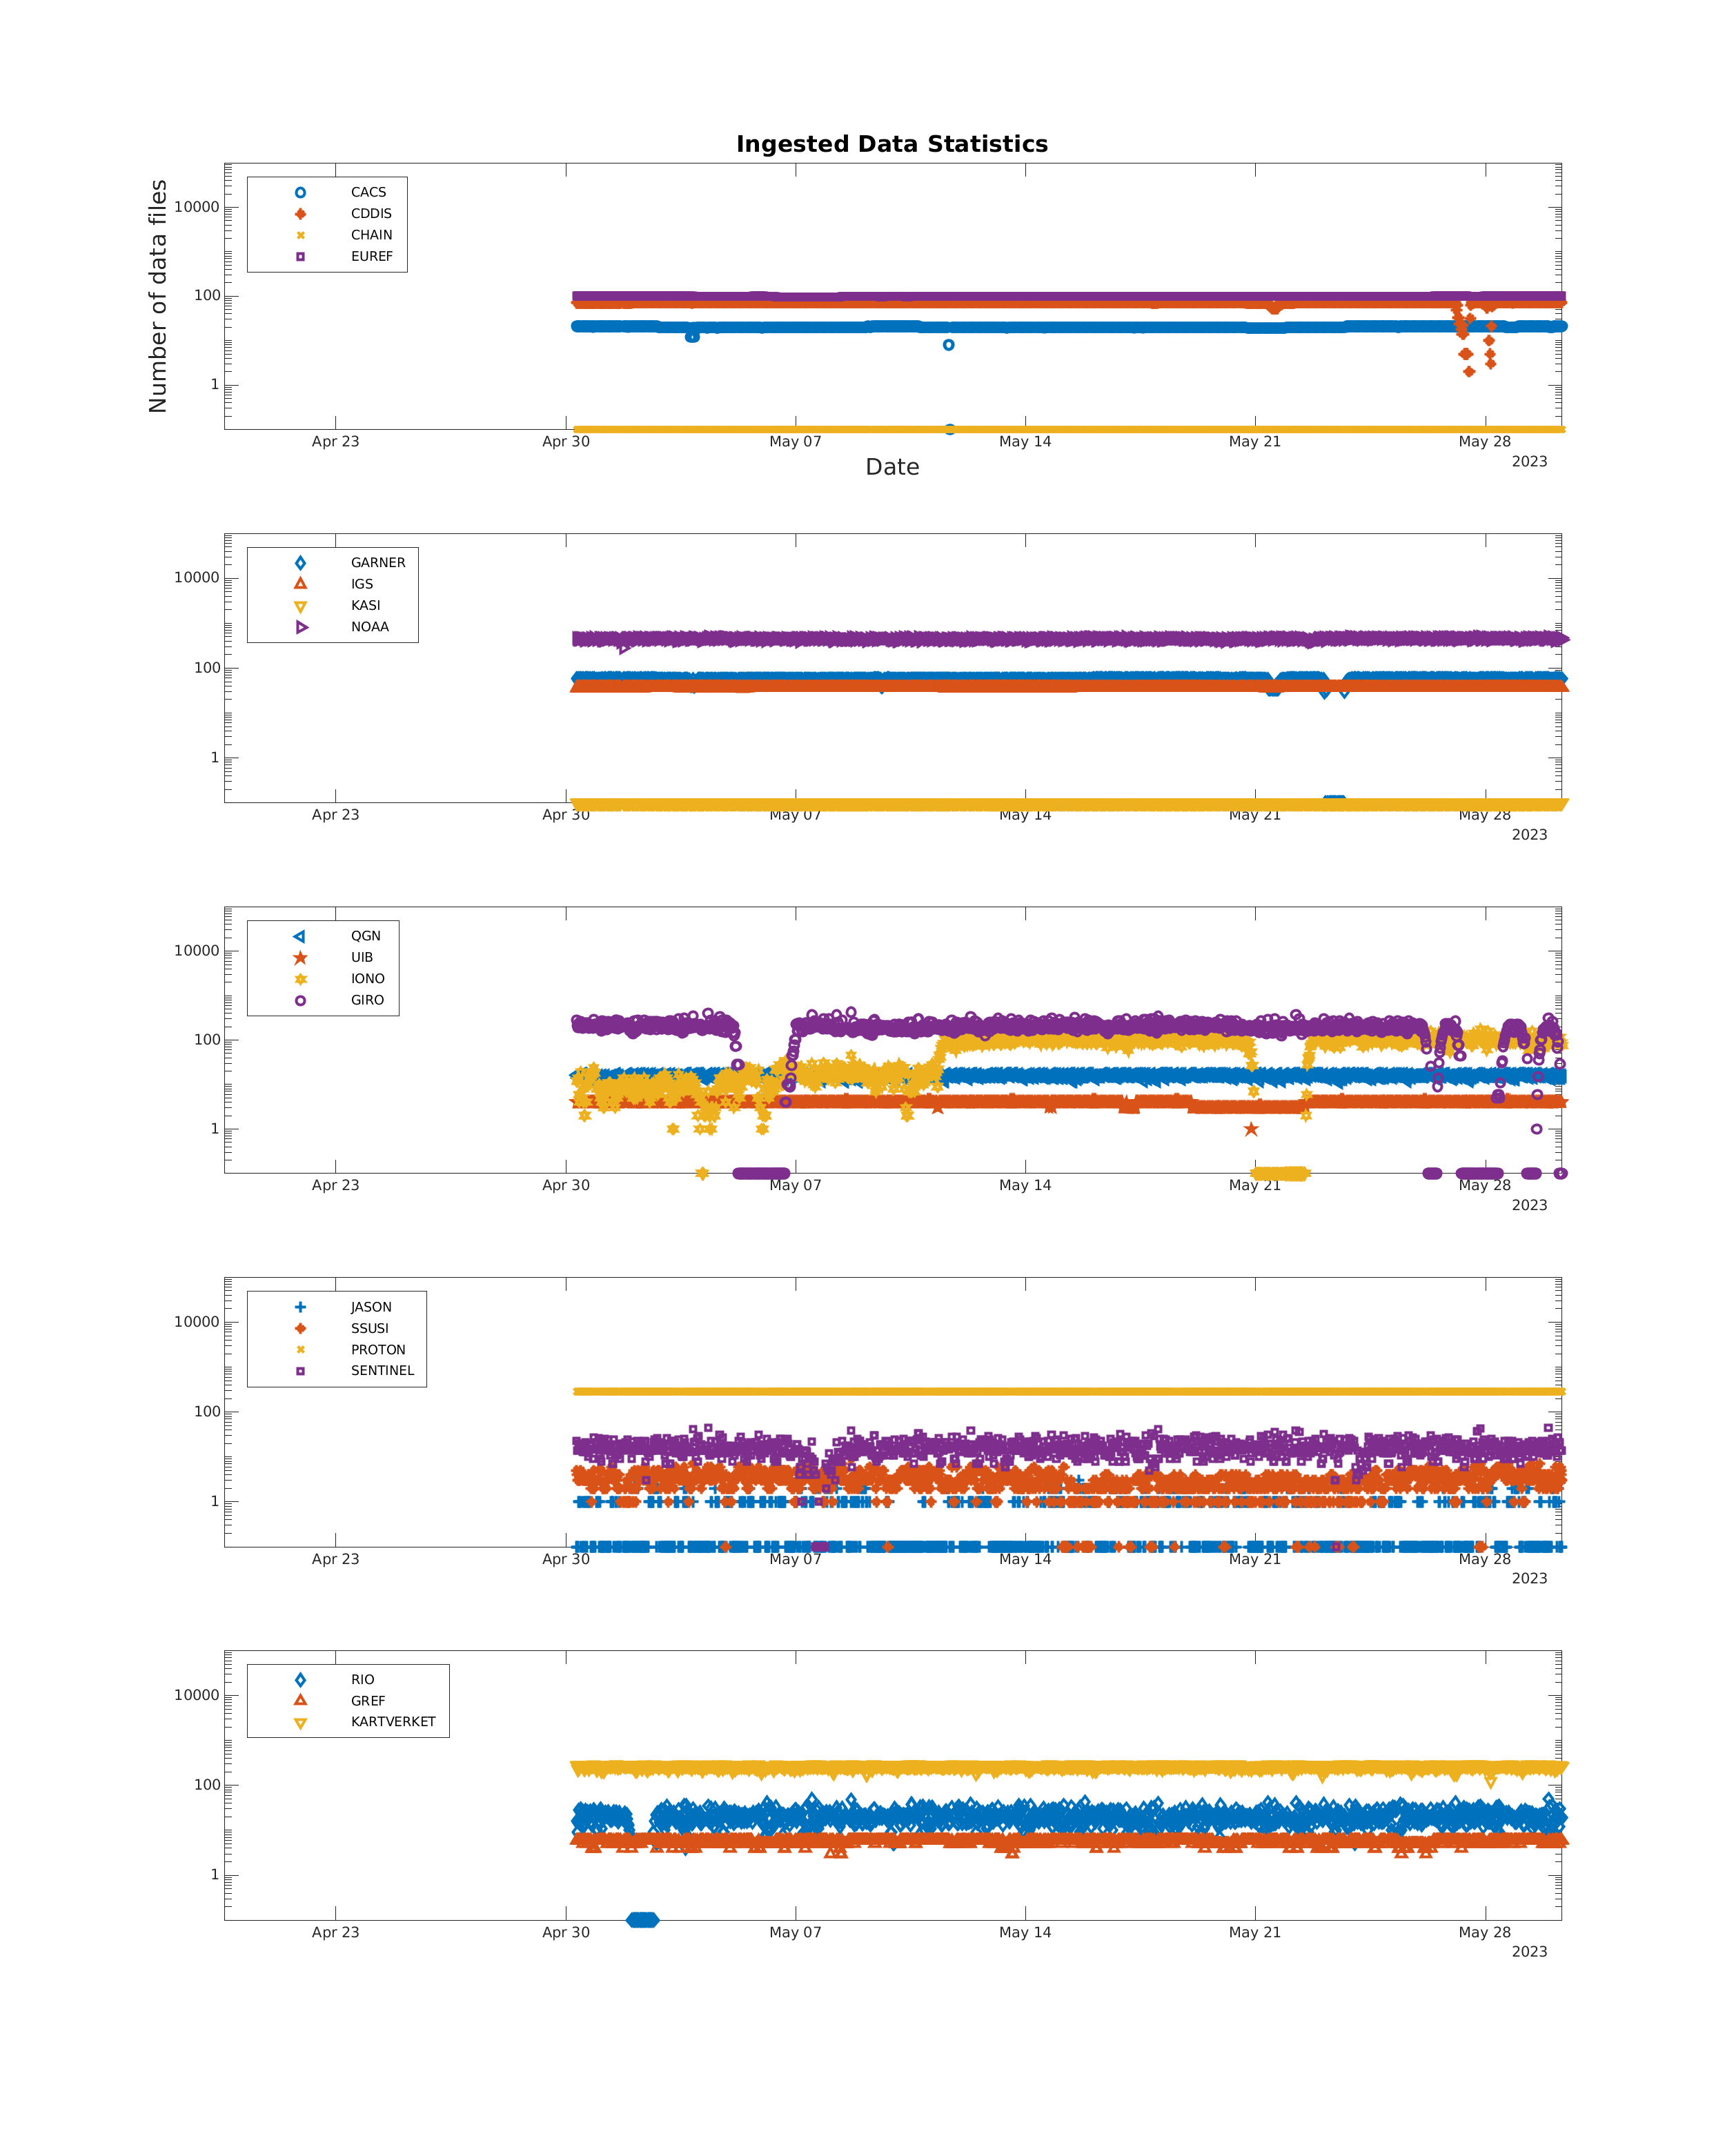 Ingested Data Statistics
Number of data files
CACS
CDDIS
CHAIN
EUREF
10000
100
1
Apr 23 Apr 30 May 07 May 14 May 21 May 28
2023
Date
GARNER
IGS
KASI
NOAA
10000
100
1
Apr 23 Apr 30 May 07 May 14 May 21 May 28
2023
QGN
UIB
IONO
GIRO
10000
100
1
Apr 23 Apr 30 May 07 May 14 May 21 May 28
2023
JASON
SSUSI
PROTON
SENTINEL
10000
100
1
Apr 23 Apr 30 May 07 May 14 May 21 May 28
2023
RIO
GREF
KARTVERKET
10000
100
1
Apr 23 Apr 30 May 07 May 14 May 21 May 28
2023